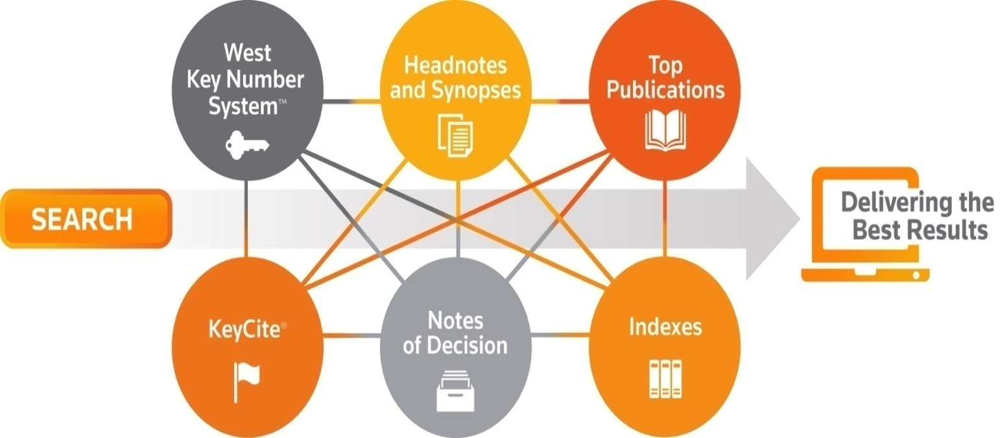 West
Key Number
System™
Headnotes
and Synopses
Top
Publications
SEARCH
Delivering the
Best Results
KeyCite®
Notes
of Decision
Indexes